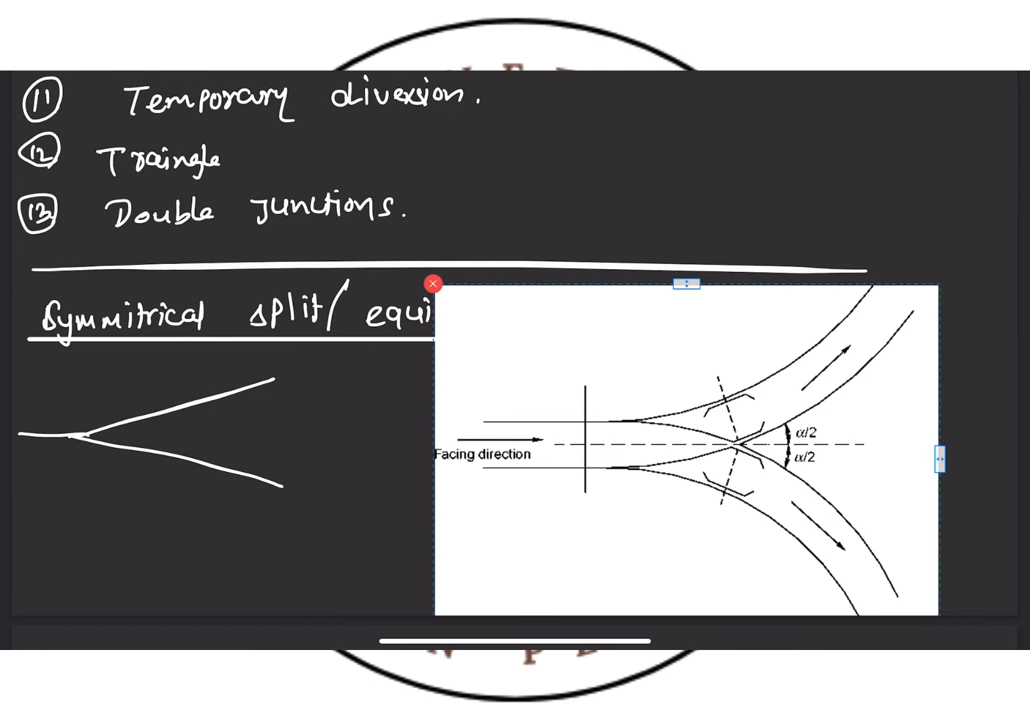 11 Temporary diversion.
12 Traingle
13 Double Junctions.
Symmitrical split/ equi
α/2
Facing direction
α/2